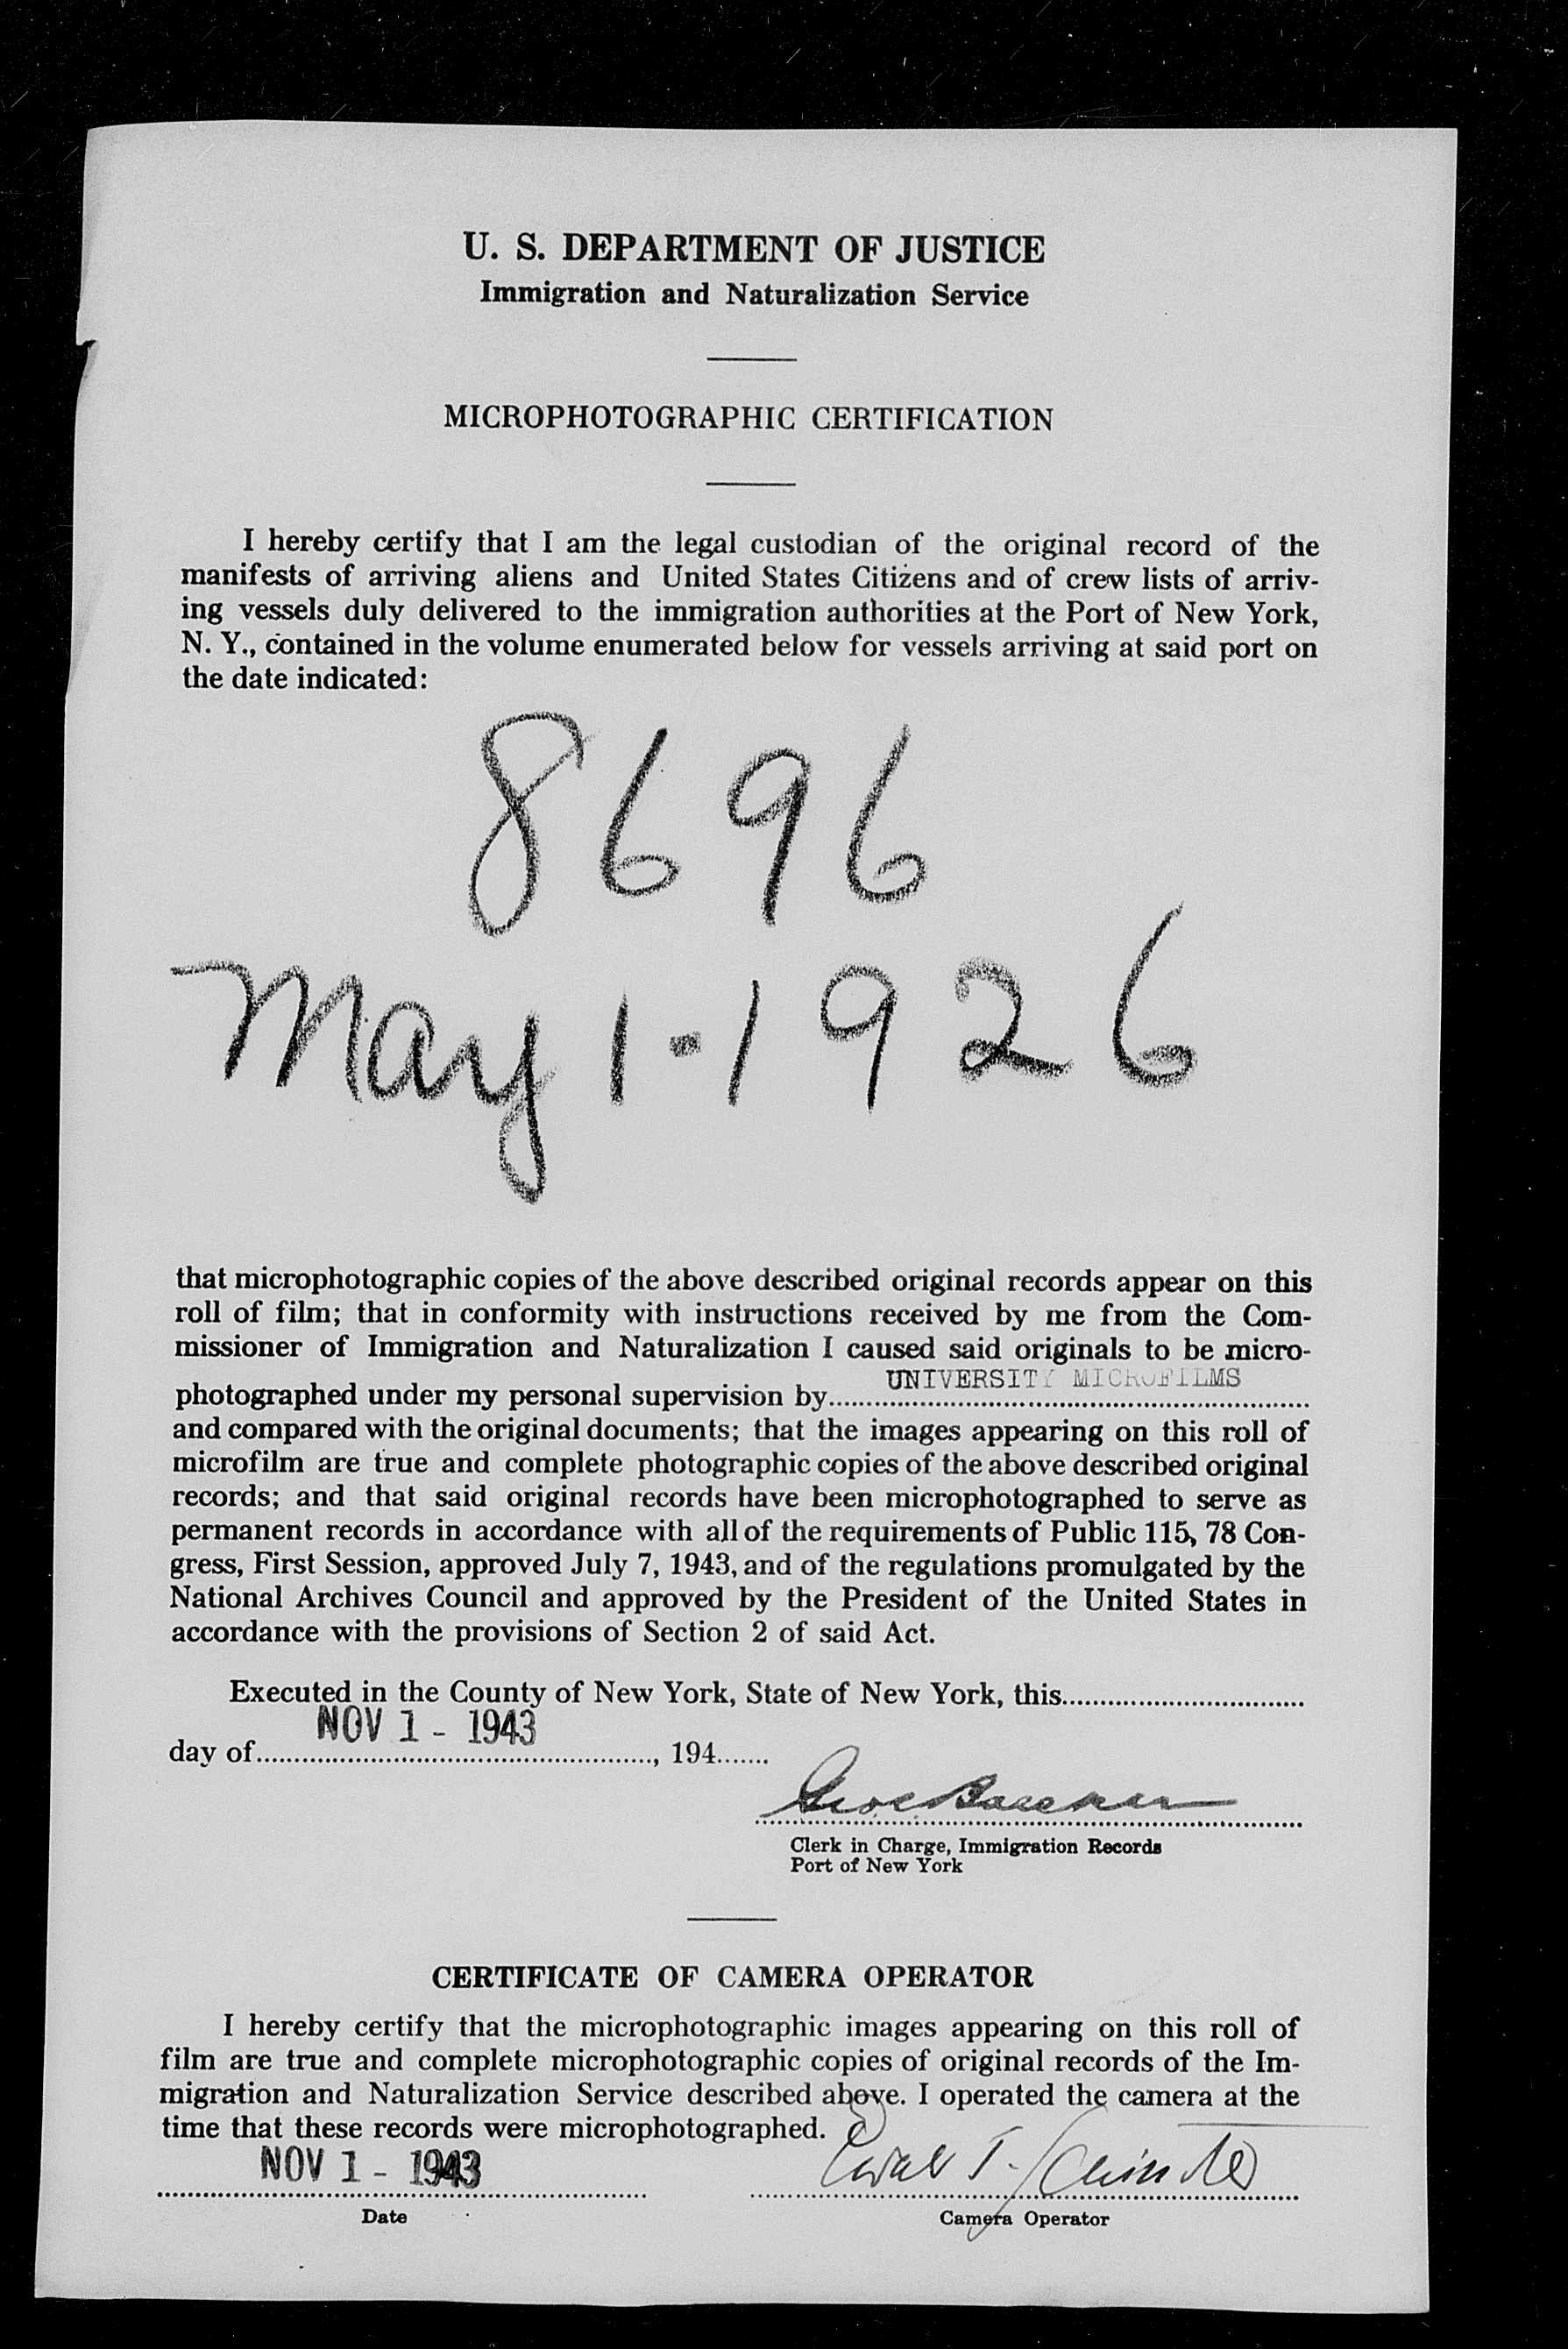 U. S. DEPARTMENT OF JUSTICE
Immigration and Naturalization Service
MICROPHOTOGRAPHIC CERTIFICATION
I hereby certify that I am the legal custodian of the original record of the
manifests of arriving aliens and United States Citizens and of crew lists of arriv-
ing vessels duly delivered to the immigration authorities at the Port of New York,
N. Y., contained in the volume enumerated below for vessels arriving at said port on
the date indicated:
8696
May 1-1926
that microphotographic copies of the above described original records appear on this
roll of film; that in conformity with instructions received by me from the Com-
missioner of Immigration and Naturalization I caused said originals to be micro-
UNIVERSITY MICROFILMS
photographed under my personal supervision by
and compared with the original documents; that the images appearing on this roll of
microfilm are true and complete photographic copies of the above described original
records; and that said original records have been microphotographed to serve as
permanent records in accordance with all of the requirements of Public 115, 78 Con-
gress, First Session, approved July 7, 1943, and of the regulations promulgated by the
National Archives Council and approved by the President of the United States in
accordance with the provisions of Section 2 of said Act.
Executed in the County of New York, State of New York, this
NOV 1 - 1943
day of, 194
Clerk in Charge, Immigration Records
Port of New York
CERTIFICATE OF CAMERA OPERATOR
I hereby certify that the microphotographic images appearing on this roll of
film are true and complete microphotographic copies of original records of the Im-
migration and Naturalization Service described above. I operated the camera at the
time that these records were microphotographed.
NOV 1 - 1943
Date
Camera Operator